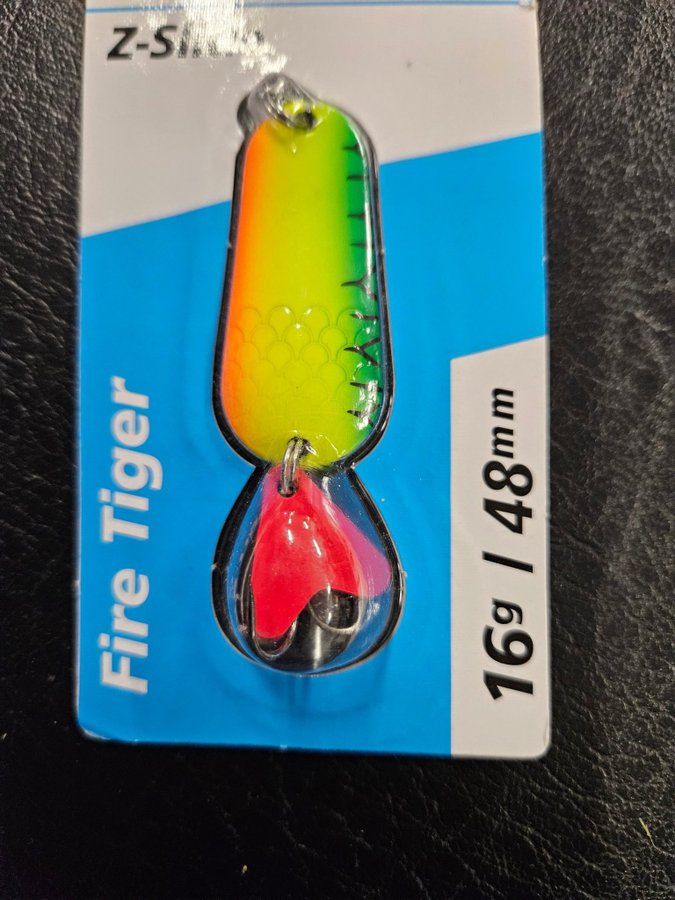 Fire Tiger
16g / 48mm